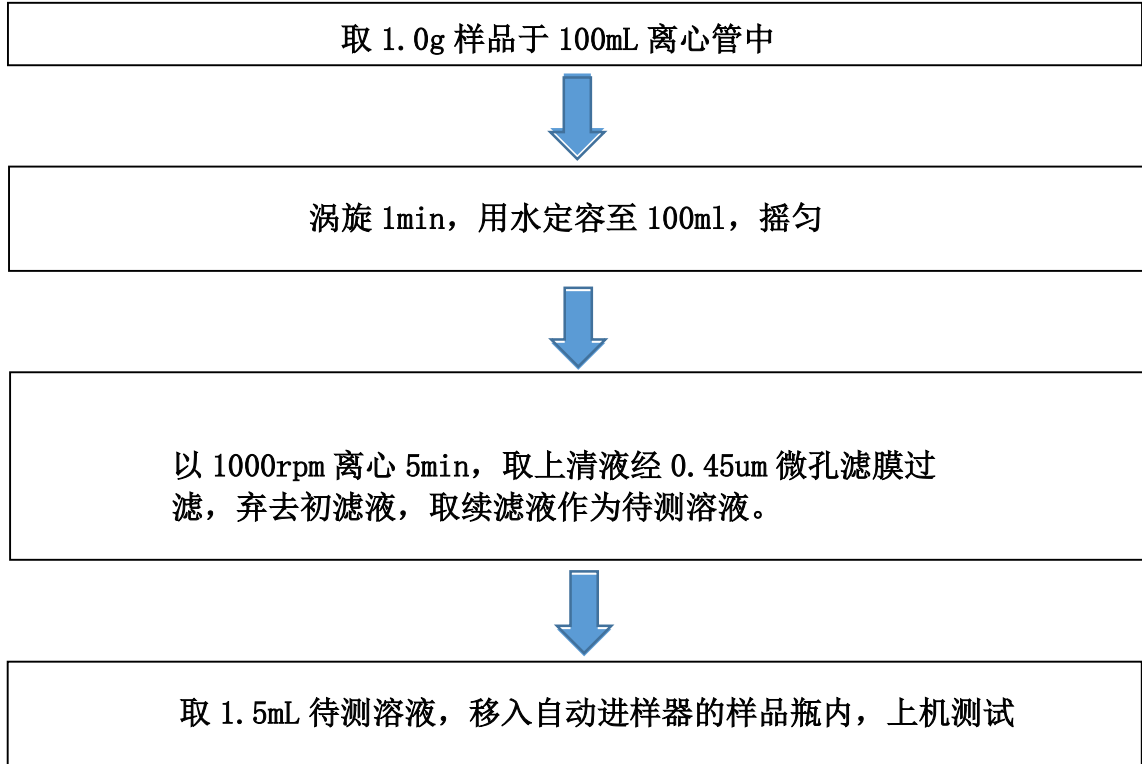 取 1.0g 样品于 100mL 离心管中
涡旋 1min，用水定容至 100ml，摇匀
以 1000rpm 离心 5min，取上清液经 0.45um 微孔滤膜过
滤，弃去初滤液，取续滤液作为待测溶液。
取 1.5mL 待测溶液，移入自动进样器的样品瓶内，上机测试